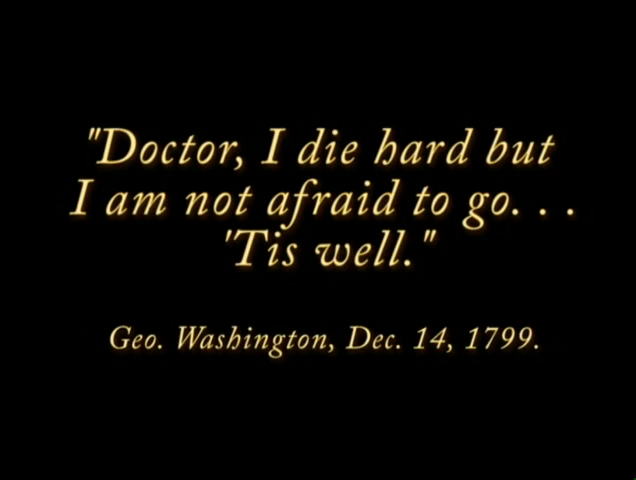 "Doctor, I die hard but
I am not afraid to go. . .
'Tis well."
Geo. Washington, Dec. 14, 1799.